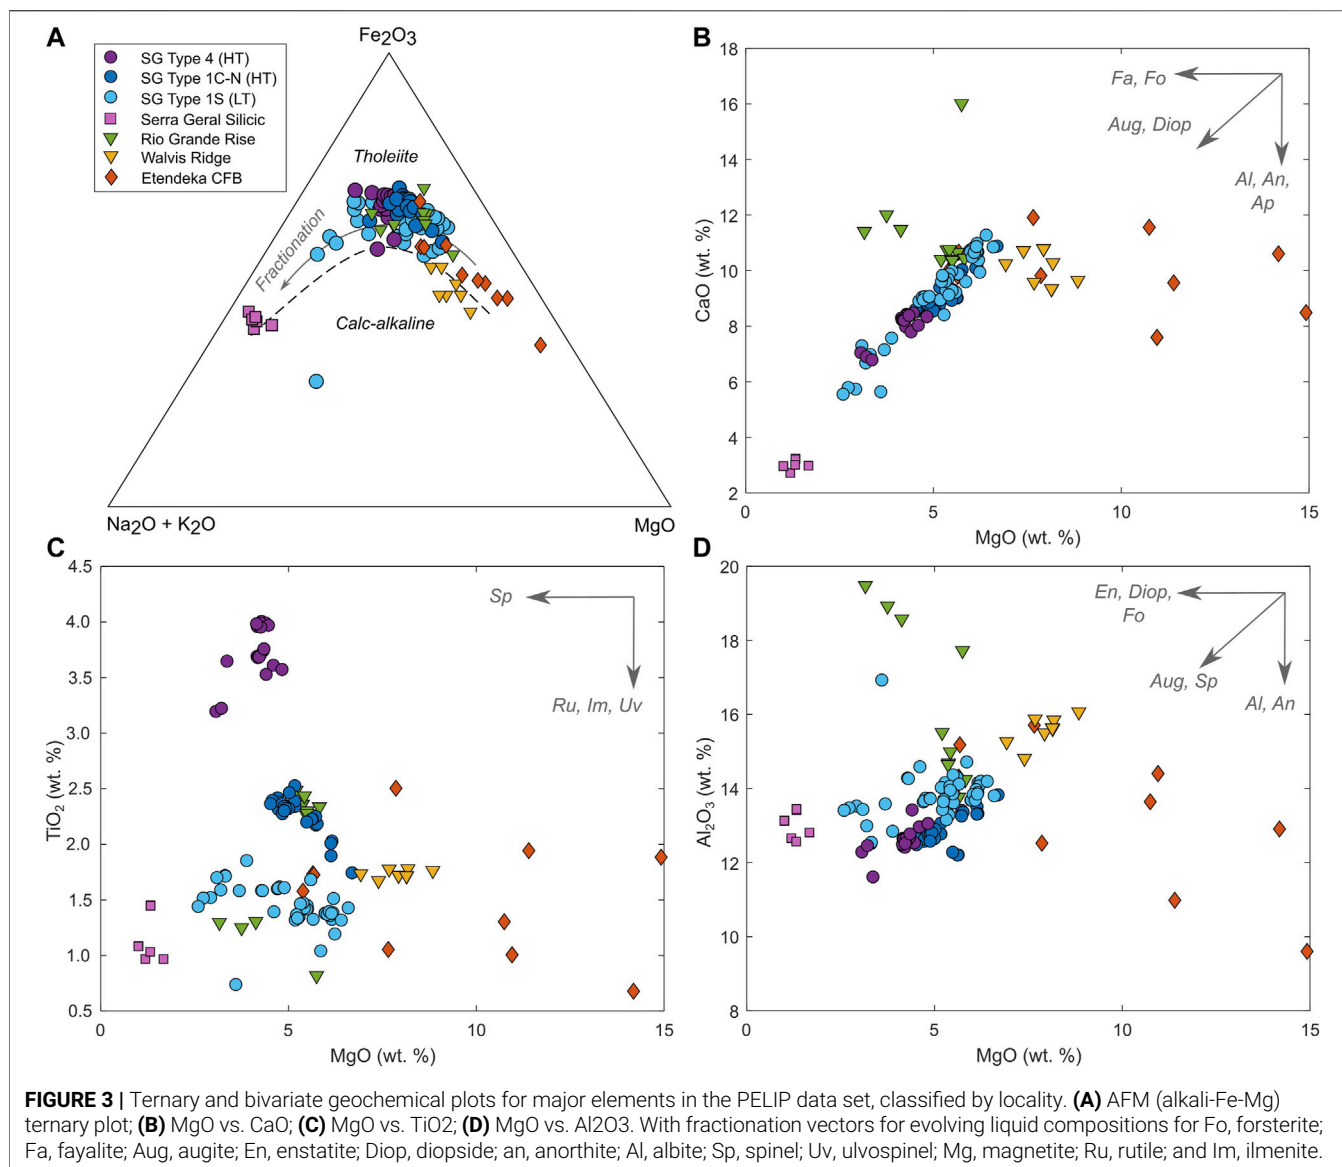 A
Fe2O3
SG Type 4 (HT)
SG Type 1C-N (HT)
SG Type 1S (LT)
Serra Geral Silicic
Rio Grande Rise
Walvis Ridge
Etendeka CFB
Tholeiite
Fractionation
Calc-alkaline
Na2O + K2O
MgO
B
18
16
14
12
10
8
6
4
2
CaO (wt. %)
0
5
10
15
MgO (wt. %)
Fa, Fo
Aug, Diop
Al, An,
Ap
C
4.5
4.0
3.5
3.0
2.5
2.0
1.5
1.0
0.5
TiO2 (wt. %)
0
5
10
15
MgO (wt. %)
Sp
Ru, Im, Uv
D
20
18
16
14
12
10
8
Al2O3 (wt. %)
0
5
10
15
MgO (wt. %)
En, Diop,
Fo
Aug, Sp
Al, An
FIGURE 3 | Ternary and bivariate geochemical plots for major elements in the PELIP data set, classified by locality. (A) AFM (alkali-Fe-Mg)
ternary plot; (B) MgO vs. CaO; (C) MgO vs. TiO2; (D) MgO vs. Al2O3. With fractionation vectors for evolving liquid compositions for Fo, forsterite;
Fa, fayalite; Aug, augite; En, enstatite; Diop, diopside; an, anorthite; Al, albite; Sp, spinel; Uv, ulvospinel; Mg, magnetite; Ru, rutile; and Im, ilmenite.